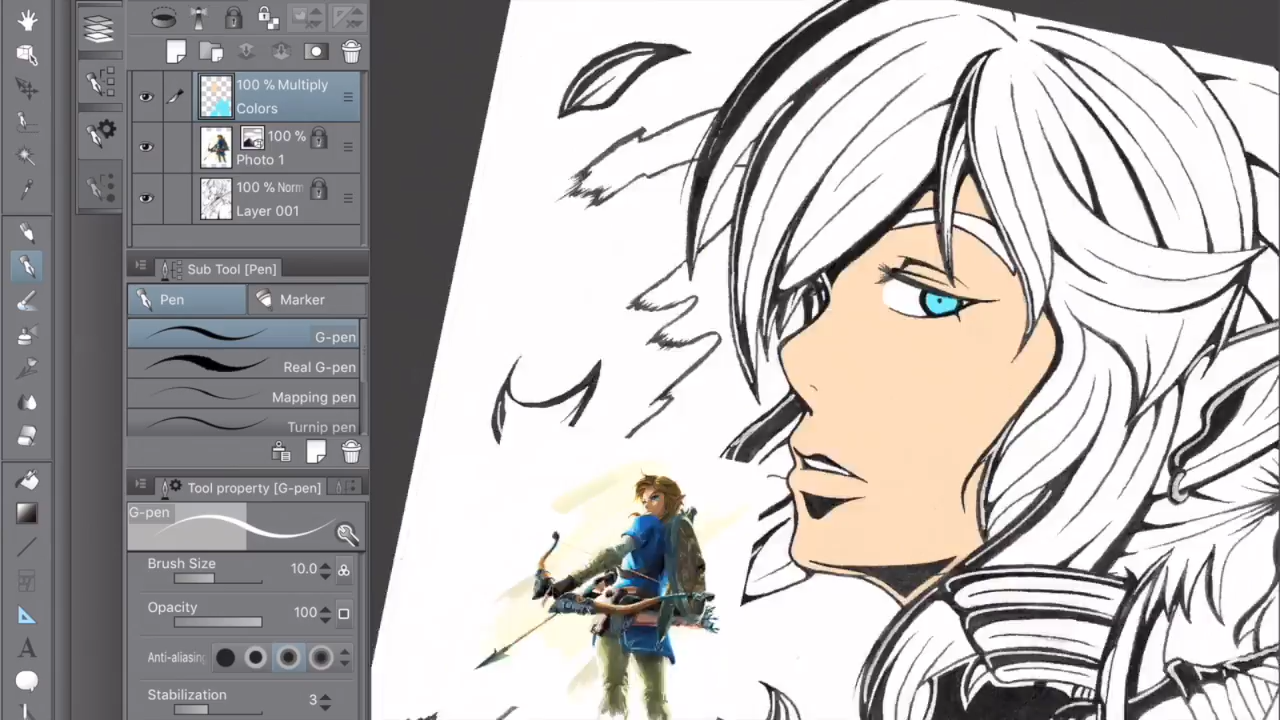 100 % Multiply
Colors
100 %
Photo 1
100 % Norm
Layer 001
Sub Tool [Pen]
Pen
Marker
G-pen
Real G-pen
Mapping pen
Turnip pen
Tool property [G-pen]
G-pen
Brush Size 10.0
Opacity 100
Anti-aliasing
Stabilization 3